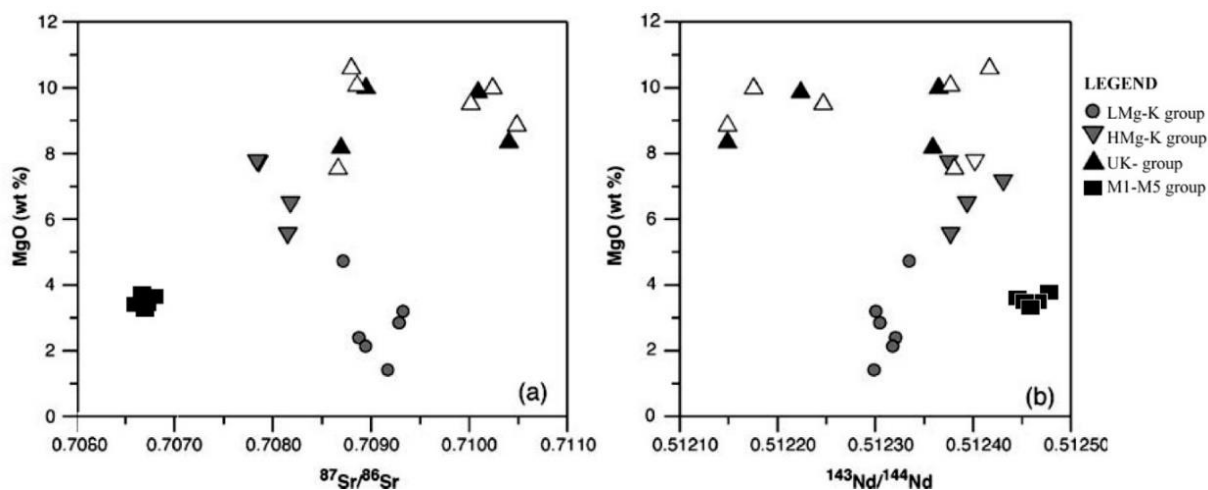 12
10
8
6
4
2
0
MgO (wt %)
0.7060 0.7070 0.7080 0.7090 0.7100 0.7110
⁸⁷Sr/⁸⁶Sr
(a)
12
10
8
6
4
2
0
MgO (wt %)
0.51210 0.51220 0.51230 0.51240 0.51250
¹⁴³Nd/¹⁴⁴Nd
(b)
LEGEND
LMg-K group
HMg-K group
UK- group
M1-M5 group